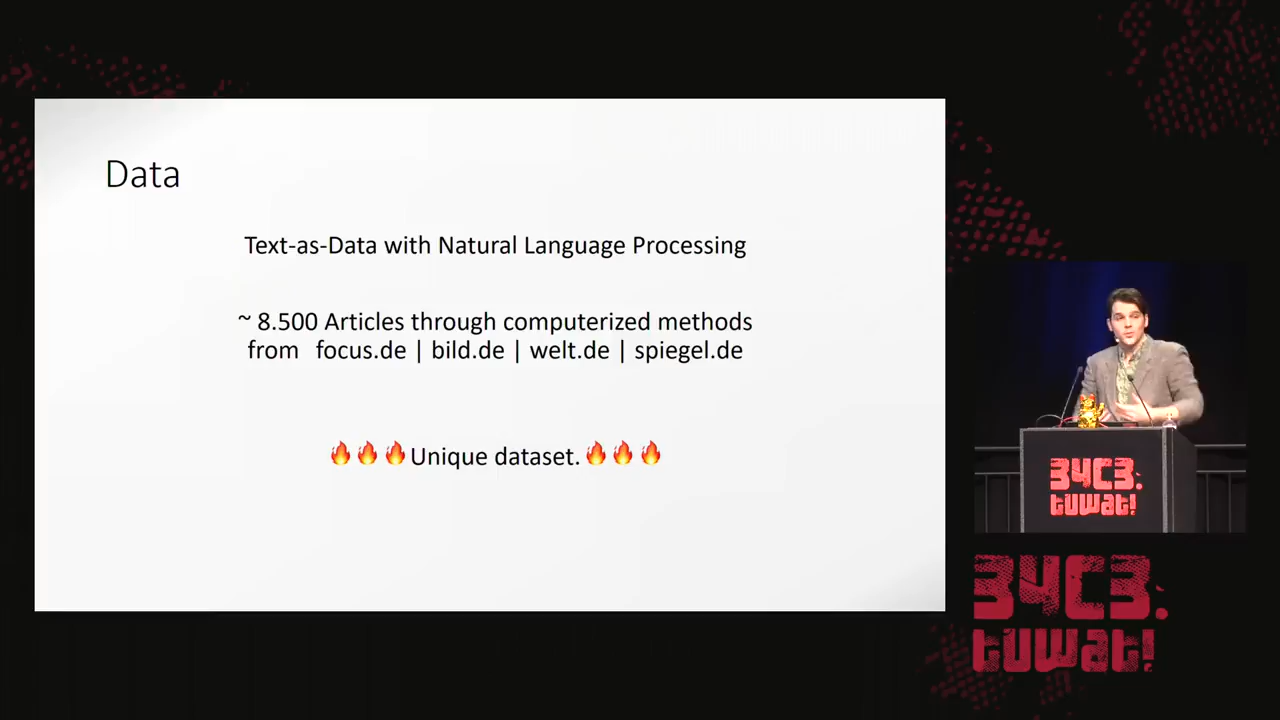 Data
Text-as-Data with Natural Language Processing
~ 8.500 Articles through computerized methods
from focus.de | bild.de | welt.de | spiegel.de
🔥🔥🔥Unique dataset.🔥🔥🔥
34C3.
tuwat!
34C3.
tuwat!